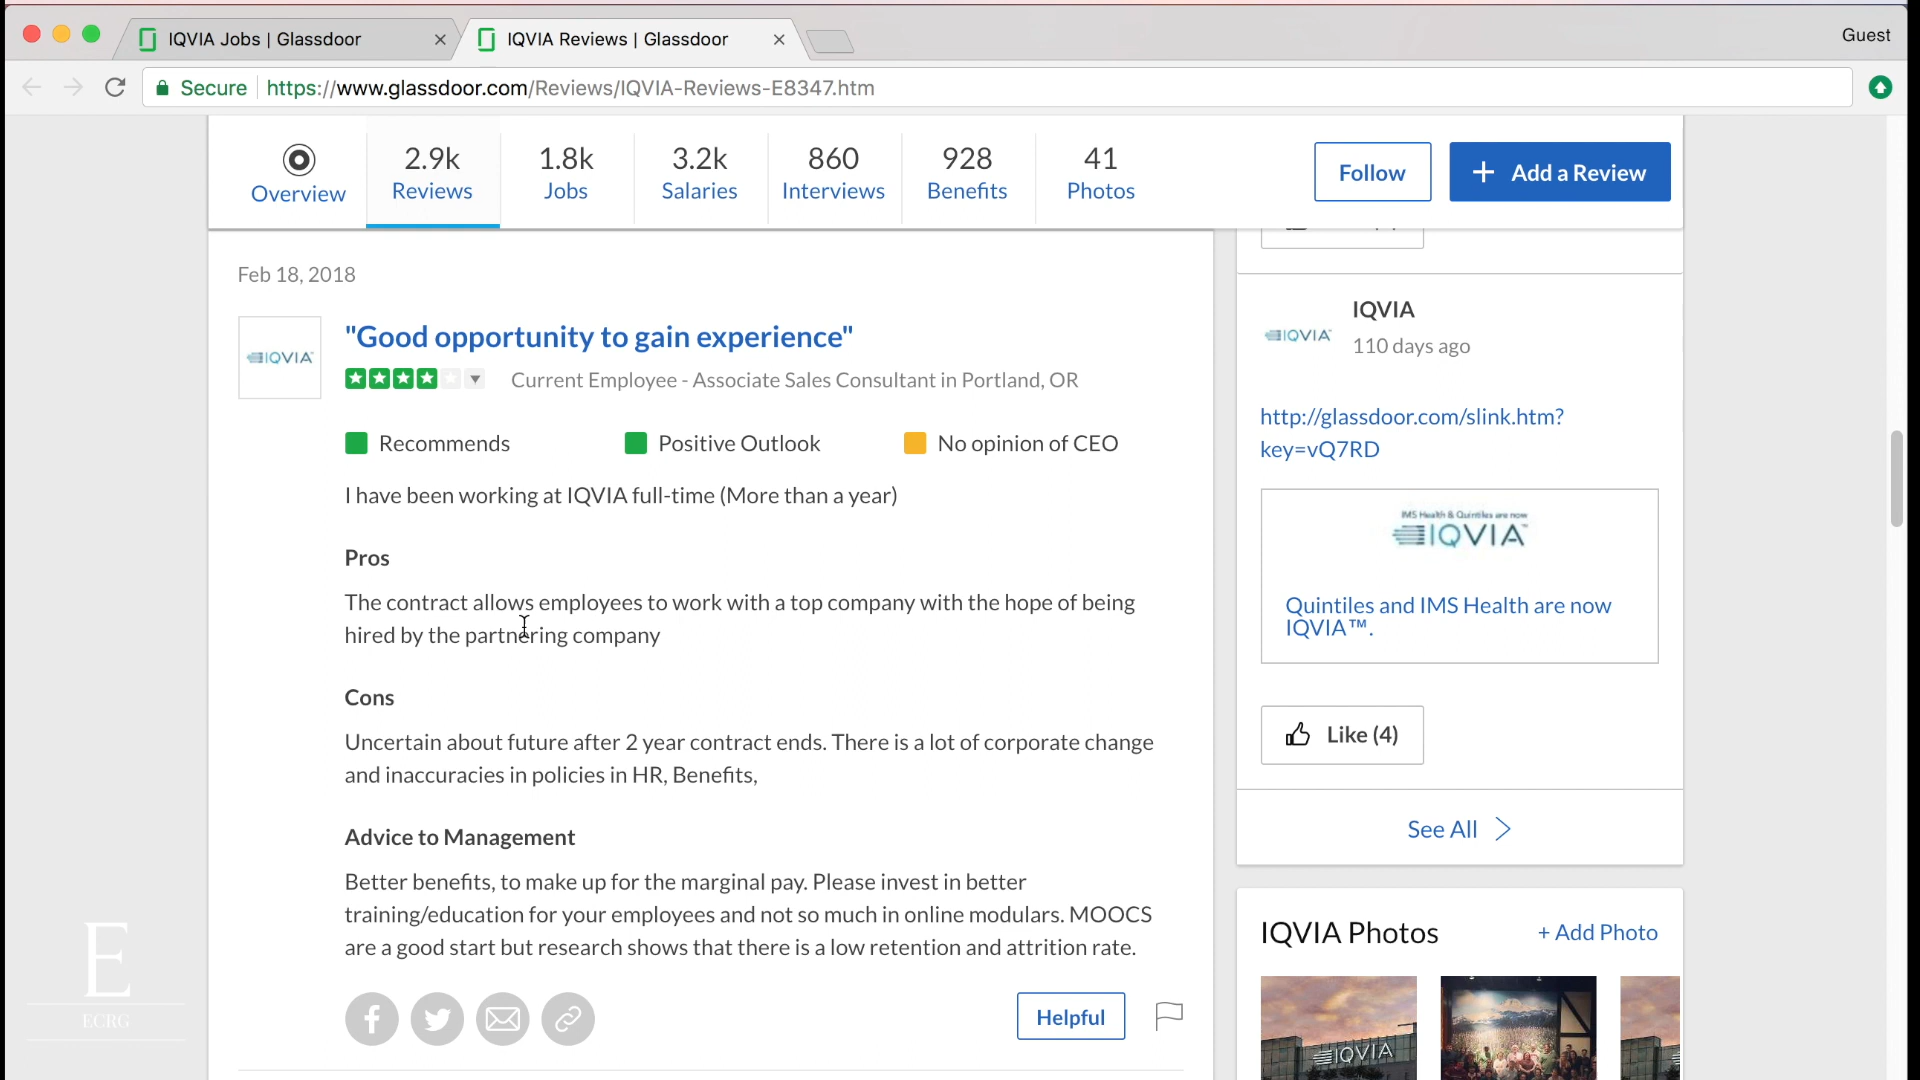 IQVIA Jobs | Glassdoor
IQVIA Reviews | Glassdoor
Guest
Secure
https://www.glassdoor.com/Reviews/IQVIA-Reviews-E8347.htm
Overview
2.9k
Reviews
1.8k
Jobs
3.2k
Salaries
860
Interviews
928
Benefits
41
Photos
Follow
+ Add a Review
Feb 18, 2018
IQVIA
"Good opportunity to gain experience"
Current Employee - Associate Sales Consultant in Portland, OR
Recommends
Positive Outlook
No opinion of CEO
I have been working at IQVIA full-time (More than a year)
Pros
The contract allows employees to work with a top company with the hope of being
hired by the partnering company
Cons
Uncertain about future after 2 year contract ends. There is a lot of corporate change
and inaccuracies in policies in HR, Benefits,
Advice to Management
Better benefits, to make up for the marginal pay. Please invest in better
training/education for your employees and not so much in online modulars. MOOCS
are a good start but research shows that there is a low retention and attrition rate.
Helpful
IQVIA
IQVIA
110 days ago
http://glassdoor.com/slink.htm?
key=vQ7RD
IMS Health & Quintiles are now
IQVIA™
Quintiles and IMS Health are now
IQVIA™.
Like (4)
See All
IQVIA Photos
+ Add Photo
IQVIA
E
ECRG